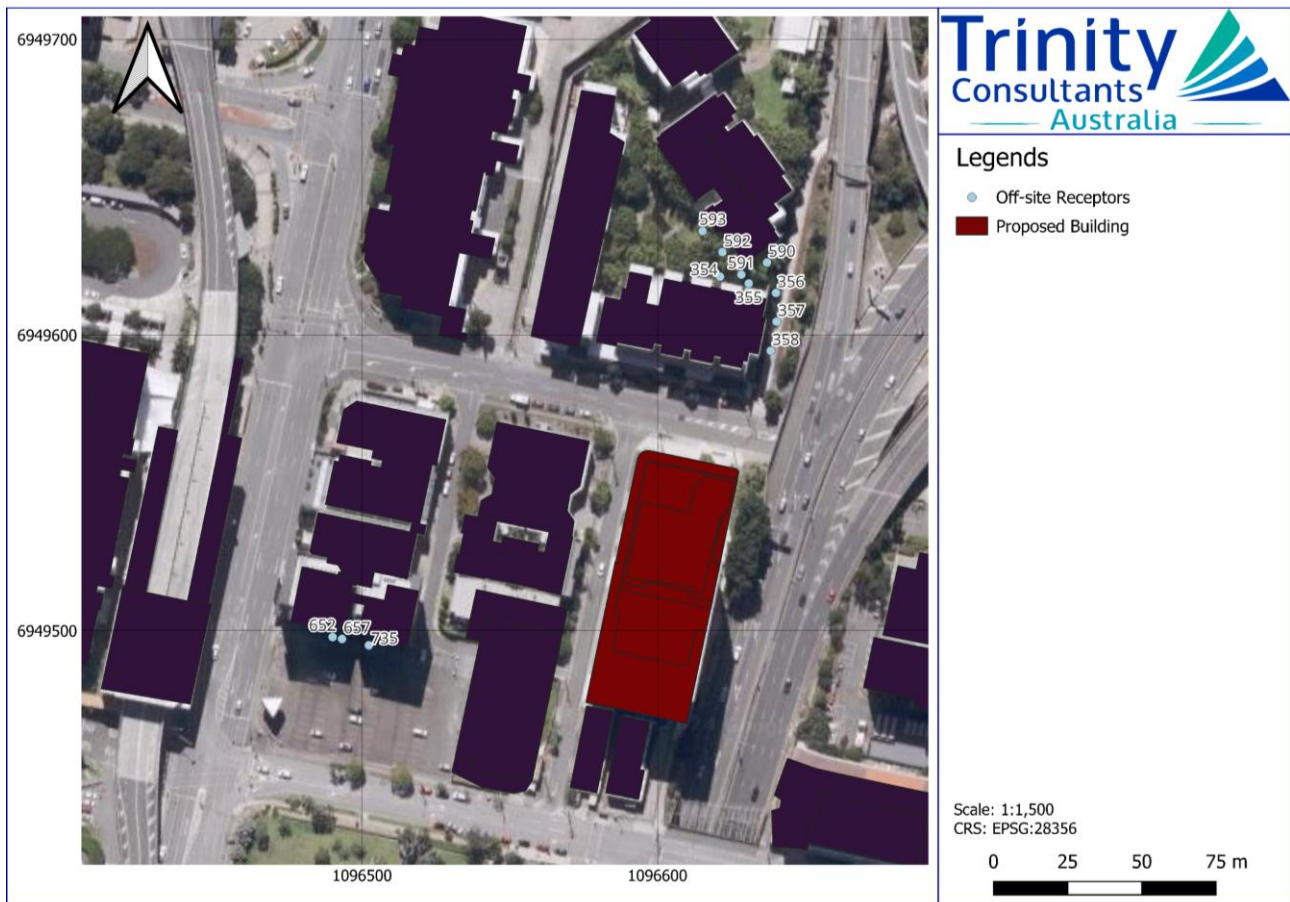 6949700
6949600
6949500
1096500
1096600
593
592
590
354
591
356
355
357
358
652
657
735
Trinity
Consultants
Australia
Legends
Off-site Receptors
Proposed Building
Scale: 1:1,500
CRS: EPSG:28356
0 25 50 75 m